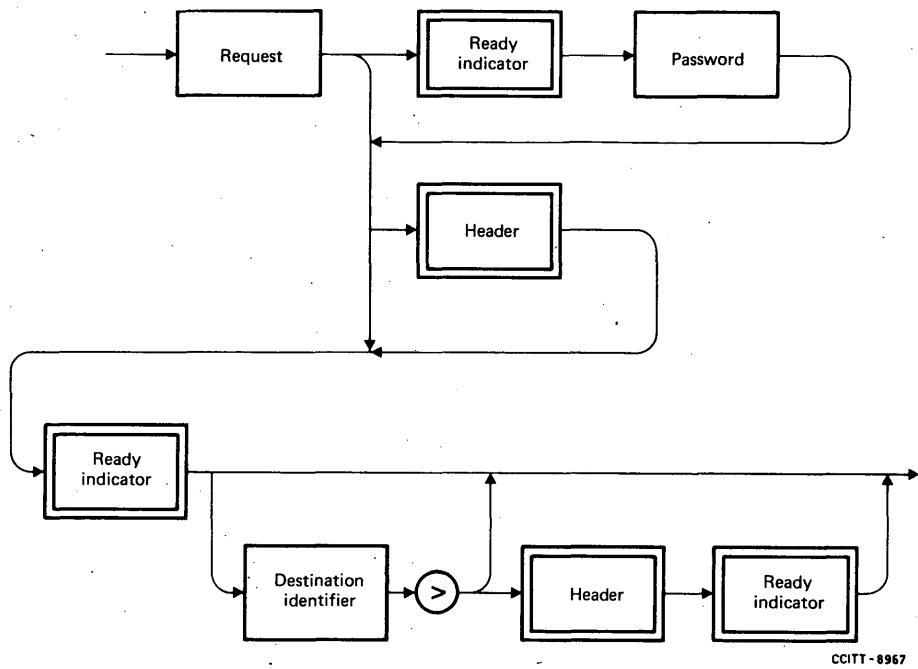 Request
Ready
indicator
Password
Header
Ready
indicator
Destination
identifier
>
Header
Ready
indicator
CCITT - 8967